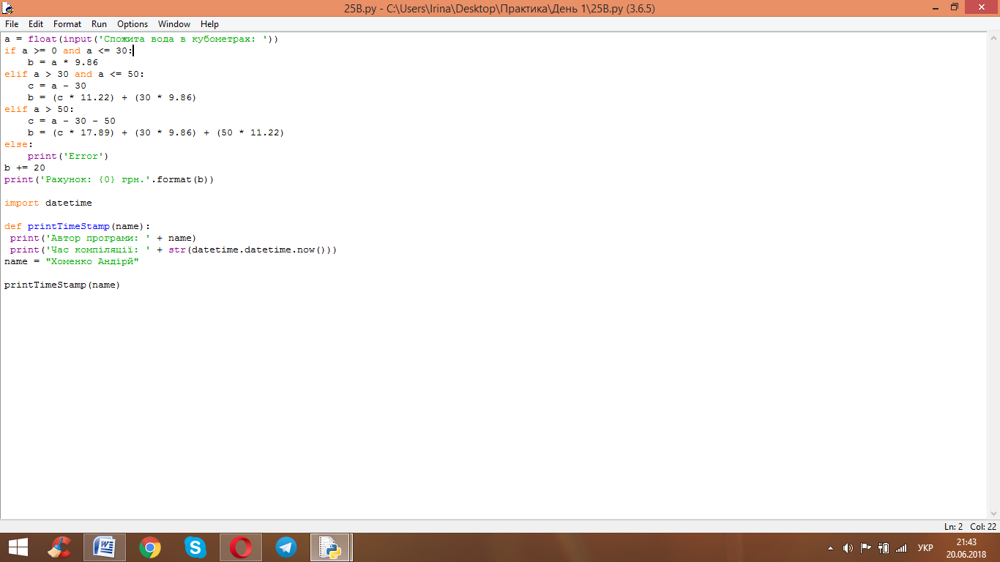 25B.py - C:\Users\Irina\Desktop\Практика\День 1\25B.py (3.6.5)
File Edit Format Run Options Window Help
a = float(input('Спожита вода в кубометрах: '))
if a >= 0 and a <= 30:
    b = a * 9.86
elif a > 30 and a <= 50:
    c = a - 30
    b = (c * 11.22) + (30 * 9.86)
elif a > 50:
    c = a - 30 - 50
    b = (c * 17.89) + (30 * 9.86) + (50 * 11.22)
else:
    print('Error')
b += 20
print('Рахунок: {0} грн.'.format(b))
import datetime
def printTimeStamp(name):
 print('Автор програми: ' + name)
 print('Час компіляції: ' + str(datetime.datetime.now()))
name = "Хоменко Андірй"
printTimeStamp(name)
Ln: 2 Col: 22
УКР
21:43
20.06.2018